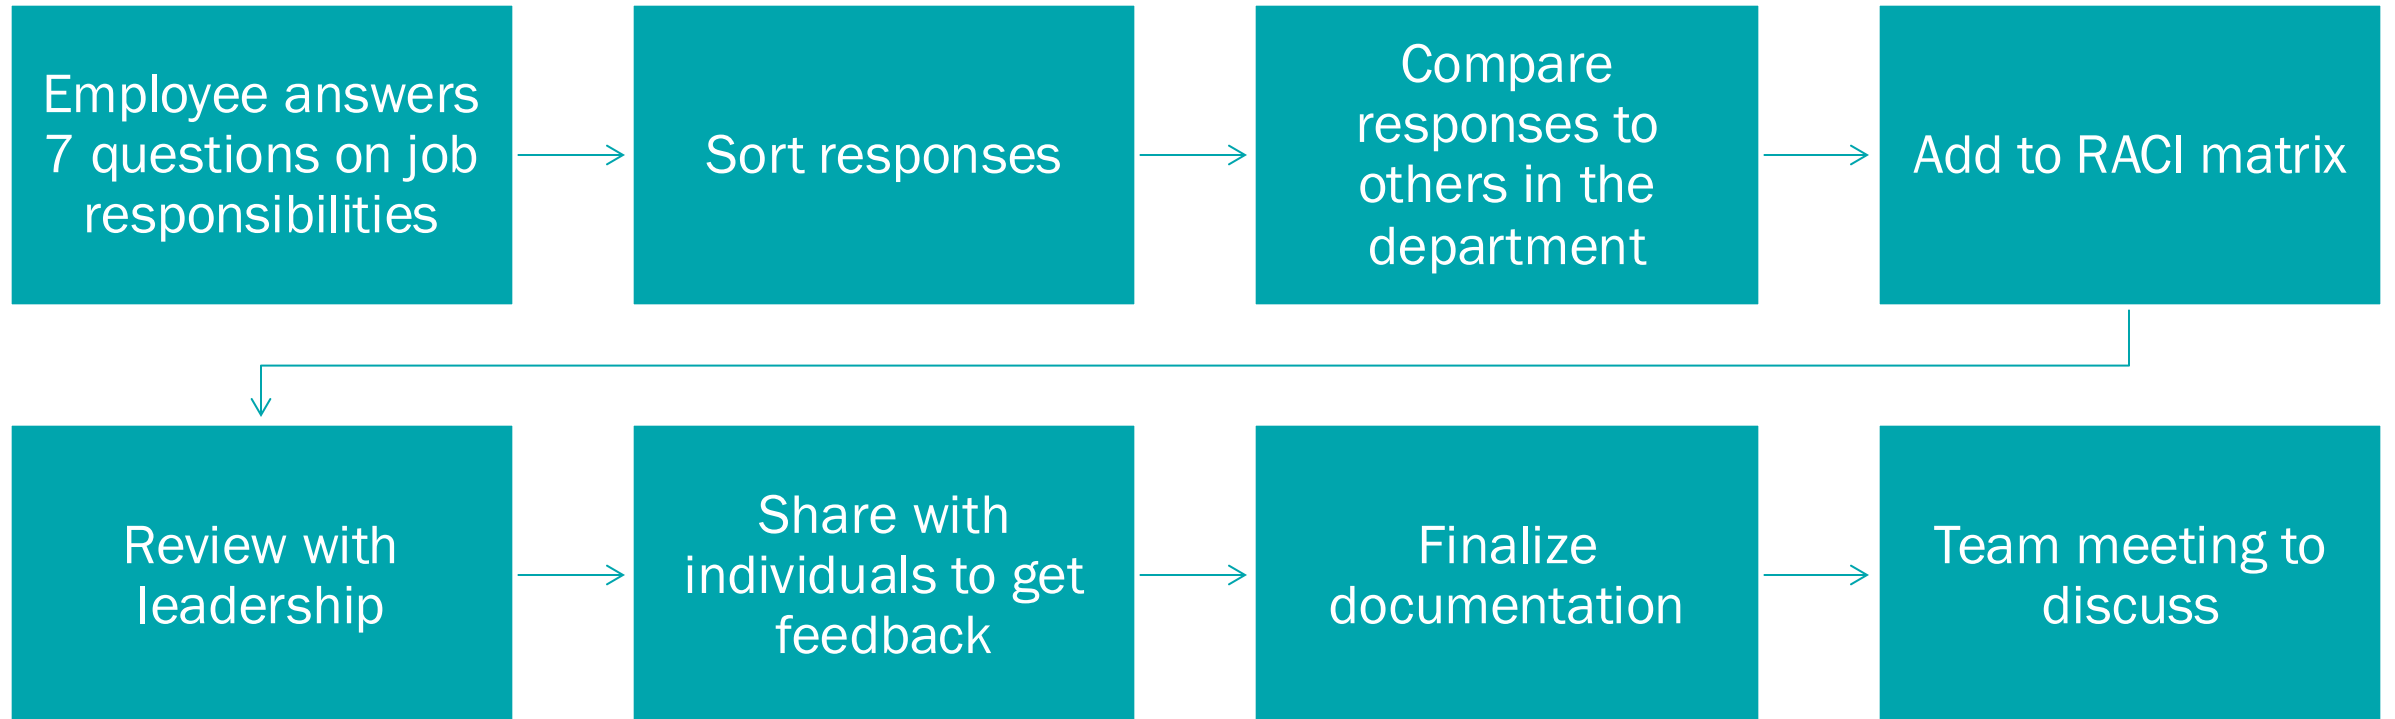 Employee answers
7 questions on job
responsibilities
Sort responses
Compare
responses to
others in the
department
Add to RACI matrix
Review with
leadership
Share with
individuals to get
feedback
Finalize
documentation
Team meeting to
discuss